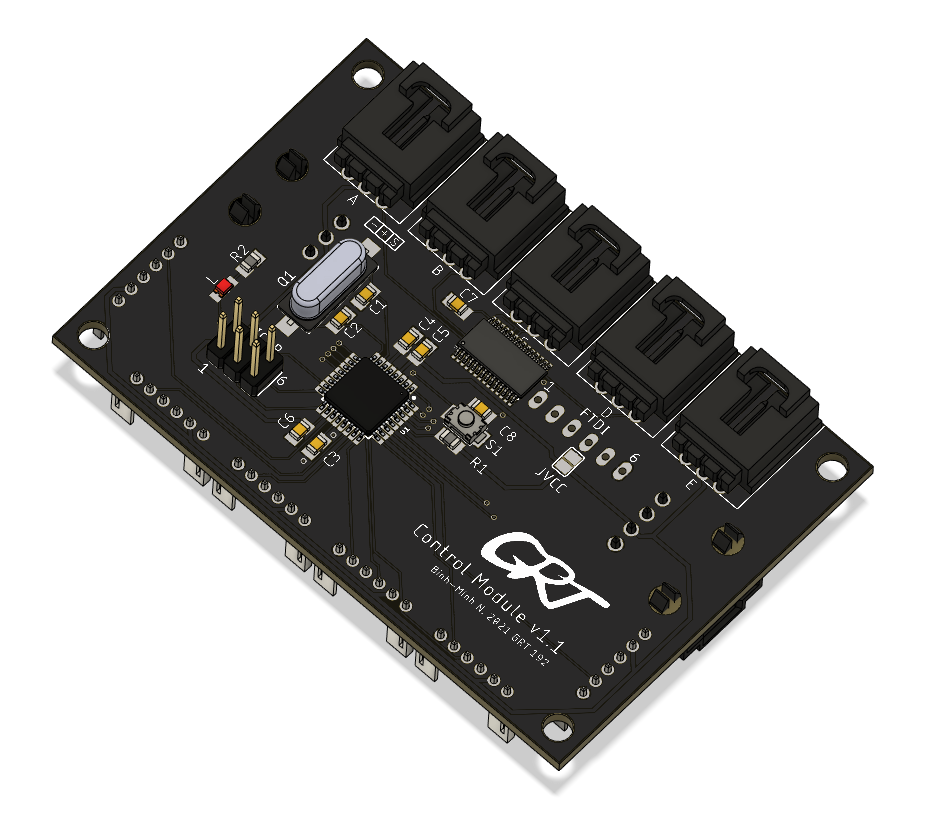 A
- + S
B
R2
L
Q1
C1
C2
C7
C4
C5
1
6
C6
C3
1
D
FTDI
6
C8
S1
R1
JVCC
E
GRT
Control Module v1.1
Binh-Minh N. 2021 GRT 192